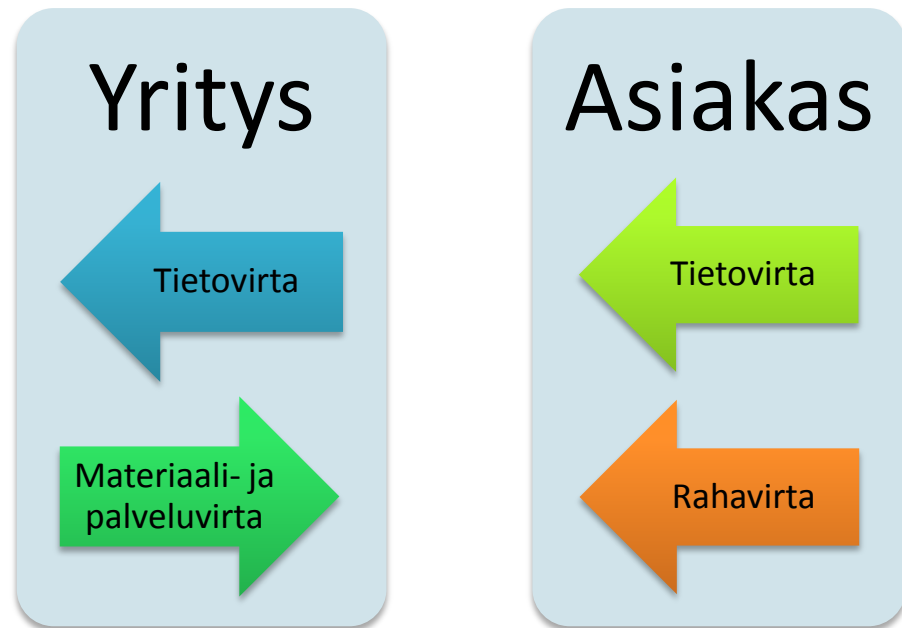 Yritys
Tietovirta
Materiaali- ja
palveluvirta
Asiakas
Tietovirta
Rahavirta